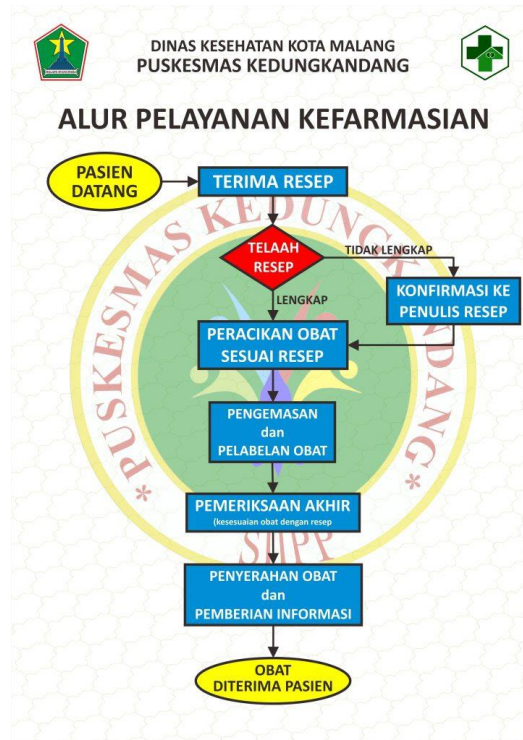 DINAS KESEHATAN KOTA MALANG
PUSKESMAS KEDUNGKANDANG
ALUR PELAYANAN KEFARMASIAN
PASIEN
DATANG
TERIMA RESEP
TELAAH
RESEP
TIDAK LENGKAP
KONFIRMASI KE
PENULIS RESEP
LENGKAP
PERACIKAN OBAT
SESUAI RESEP
PENGEMASAN
dan
PELABELAN OBAT
PEMERIKSAAN AKHIR
(kesesuaian obat dengan resep
PENYERAHAN OBAT
dan
PEMBERIAN INFORMASI
OBAT
DITERIMA PASIEN
* PUSKESMAS KEDUNGKANDANG *